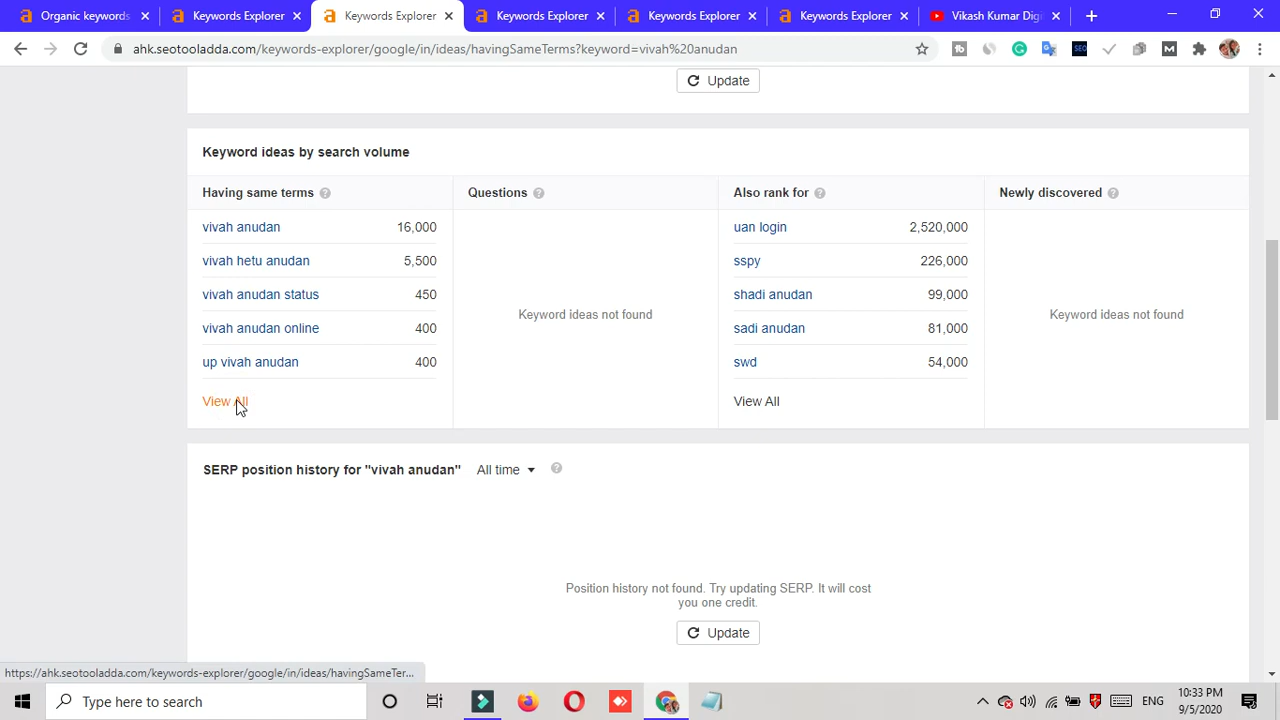 Organic keywords
Keywords Explorer
Keywords Explorer
Keywords Explorer
Keywords Explorer
Keywords Explorer
Vikash Kumar Dig
ahk.seotooladda.com/keywords-explorer/google/in/ideas/havingSameTerms?keyword=vivah%20anudan
Update
Keyword ideas by search volume
Having same terms
Questions
Also rank for
Newly discovered
vivah anudan 16,000
uan login 2,520,000
vivah hetu anudan 5,500
sspy 226,000
vivah anudan status 450
Keyword ideas not found
shadi anudan 99,000
Keyword ideas not found
vivah anudan online 400
sadi anudan 81,000
up vivah anudan 400
swd 54,000
View All
View All
SERP position history for "vivah anudan" All time
Position history not found. Try updating SERP. It will cost
you one credit.
Update
https://ahk.seotooladda.com/keywords-explorer/google/in/ideas/havingSameTer...
Type here to search
ENG
10:33 PM
9/5/2020